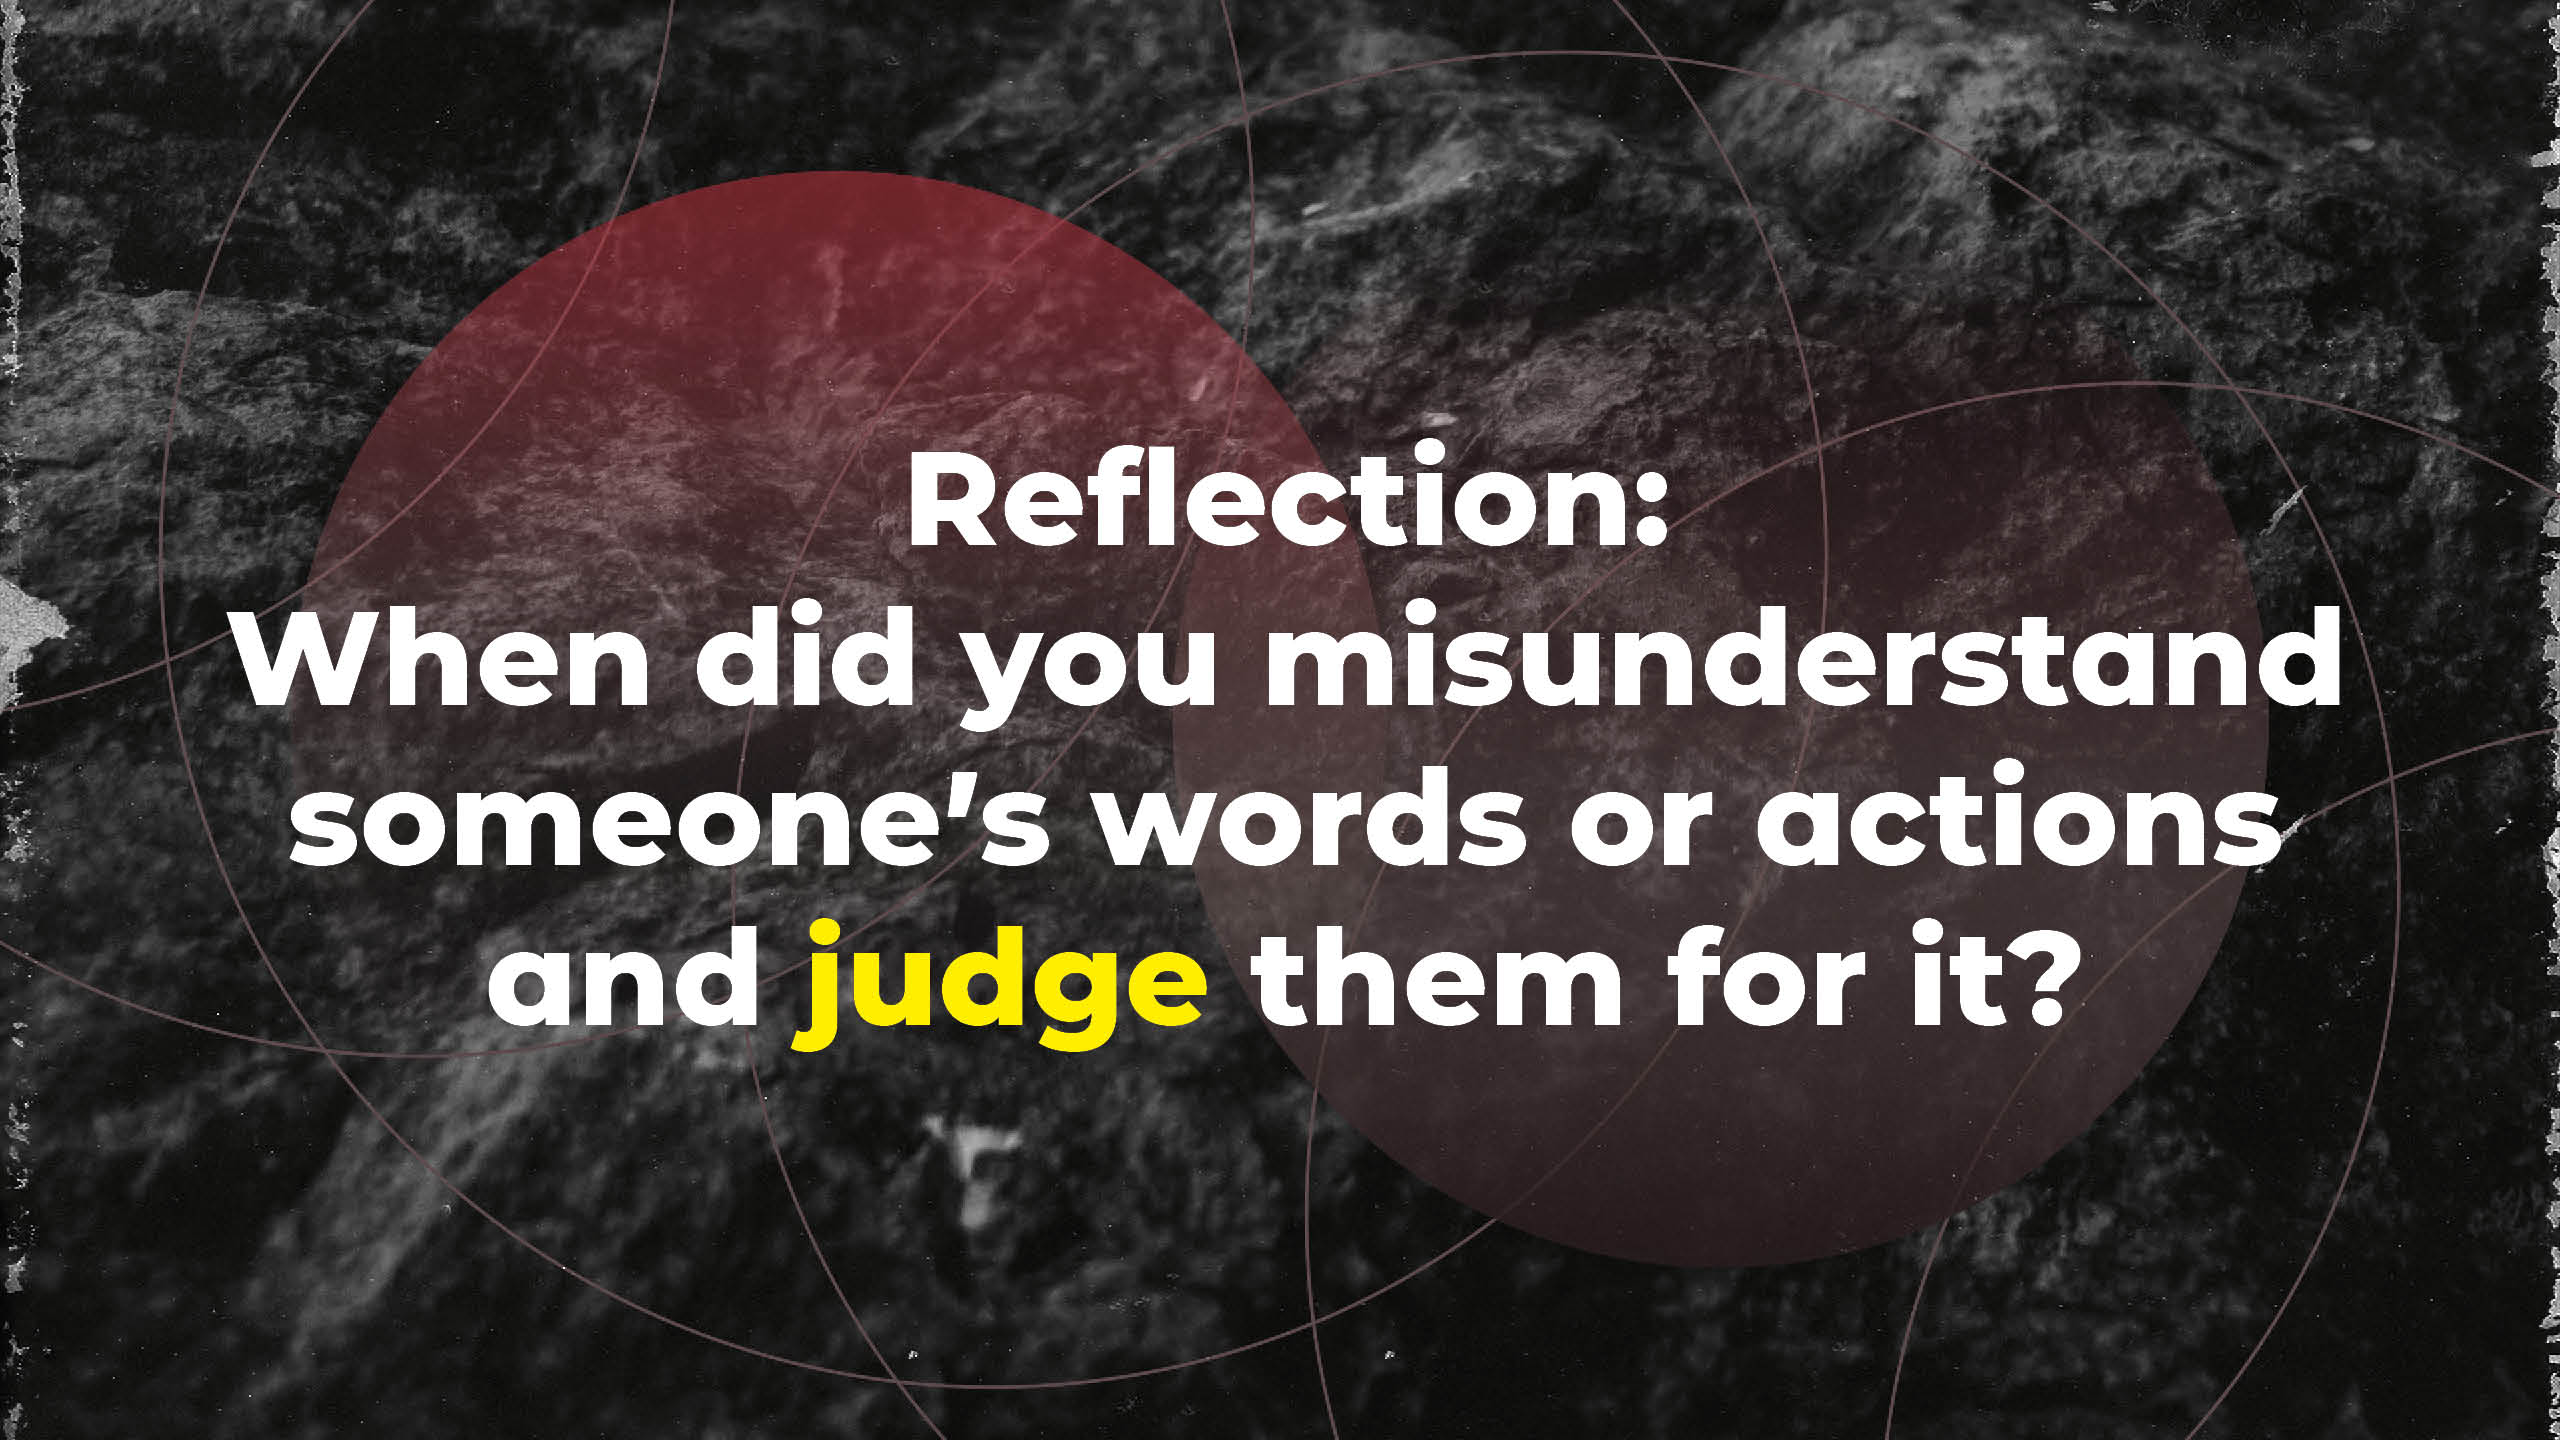 Reflection:
When did you misunderstand
someone's words or actions
and judge them for it?